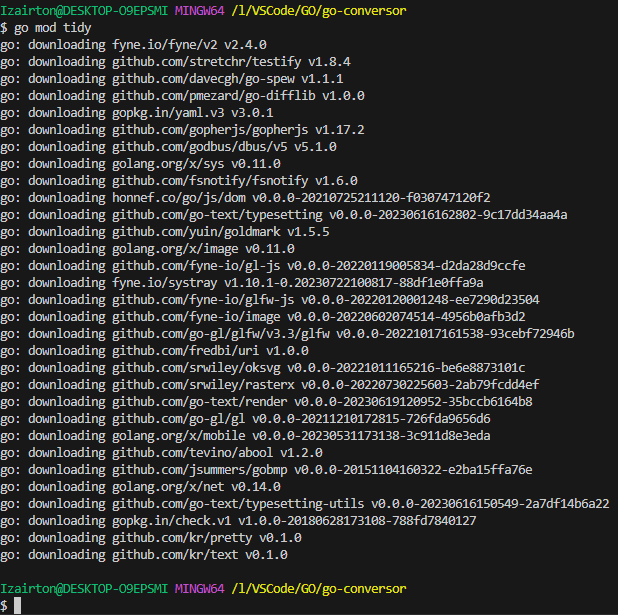 Izairton@DESKTOP-O9EPSMI MINGW64 /l/VSCode/GO/go-conversor
$ go mod tidy
go: downloading fyne.io/fyne/v2 v2.4.0
go: downloading github.com/stretchr/testify v1.8.4
go: downloading github.com/davecgh/go-spew v1.1.1
go: downloading github.com/pmezard/go-difflib v1.0.0
go: downloading gopkg.in/yaml.v3 v3.0.1
go: downloading github.com/gopherjs/gopherjs v1.17.2
go: downloading github.com/godbus/dbus/v5 v5.1.0
go: downloading golang.org/x/sys v0.11.0
go: downloading github.com/fsnotify/fsnotify v1.6.0
go: downloading honnef.co/go/js/dom v0.0.0-20210725211120-f030747120f2
go: downloading github.com/go-text/typesetting v0.0.0-20230616162802-9c17dd34aa4a
go: downloading github.com/yuin/goldmark v1.5.5
go: downloading golang.org/x/image v0.11.0
go: downloading github.com/fyne-io/gl-js v0.0.0-20220119005834-d2da28d9ccfe
go: downloading fyne.io/systray v1.10.1-0.20230722100817-88df1e0ffa9a
go: downloading github.com/fyne-io/glfw-js v0.0.0-20220120001248-ee7290d23504
go: downloading github.com/fyne-io/image v0.0.0-20220602074514-4956b0afb3d2
go: downloading github.com/go-gl/glfw/v3.3/glfw v0.0.0-20221017161538-93cebf72946b
go: downloading github.com/fredbi/uri v1.0.0
go: downloading github.com/srwiley/oksvg v0.0.0-20221011165216-be6e8873101c
go: downloading github.com/srwiley/rasterx v0.0.0-20220730225603-2ab79fcdd4ef
go: downloading github.com/go-text/render v0.0.0-20230619120952-35bccb6164b8
go: downloading github.com/go-gl/gl v0.0.0-20211210172815-726fda9656d6
go: downloading golang.org/x/mobile v0.0.0-20230531173138-3c911d8e3eda
go: downloading github.com/tevino/abool v1.2.0
go: downloading github.com/jsummers/gobmp v0.0.0-20151104160322-e2ba15ffa76e
go: downloading golang.org/x/net v0.14.0
go: downloading github.com/go-text/typesetting-utils v0.0.0-20230616150549-2a7df14b6a22
go: downloading gopkg.in/check.v1 v1.0.0-20180628173108-788fd7840127
go: downloading github.com/kr/pretty v0.1.0
go: downloading github.com/kr/text v0.1.0
Izairton@DESKTOP-O9EPSMI MINGW64 /l/VSCode/GO/go-conversor
$